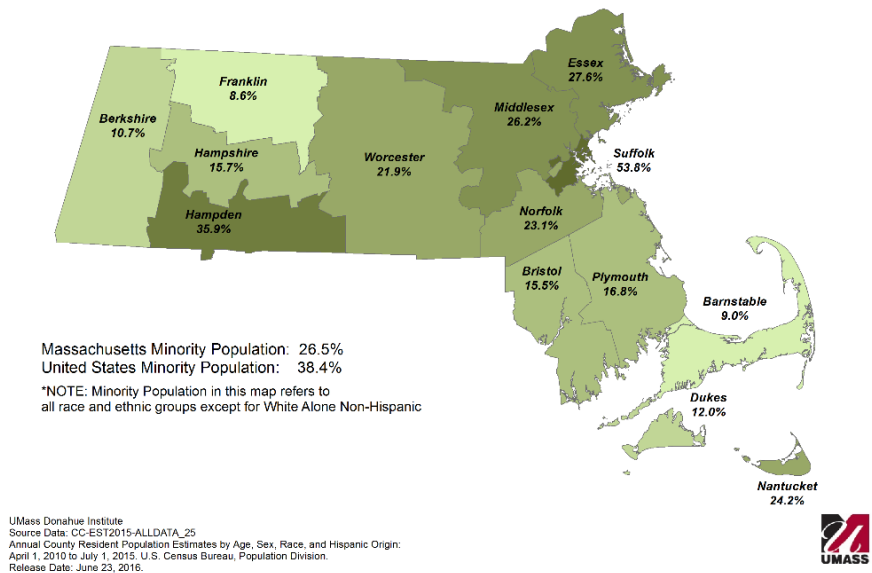 Essex
27.6%
Franklin
8.6%
Middlesex
26.2%
Berkshire
10.7%
Hampshire
15.7%
Worcester
21.9%
Suffolk
53.8%
Hampden
35.9%
Norfolk
23.1%
Bristol
15.5%
Plymouth
16.8%
Barnstable
9.0%
Massachusetts Minority Population: 26.5%
United States Minority Population: 38.4%
*NOTE: Minority Population in this map refers to
all race and ethnic groups except for White Alone Non-Hispanic
Dukes
12.0%
Nantucket
24.2%
UMass Donahue Institute
Source Data: CC-EST2015-ALLDATA_25
Annual County Resident Population Estimates by Age, Sex, Race, and Hispanic Origin:
April 1, 2010 to July 1, 2015. U.S. Census Bureau, Population Division.
Release Date: June 23, 2016.
UMASS